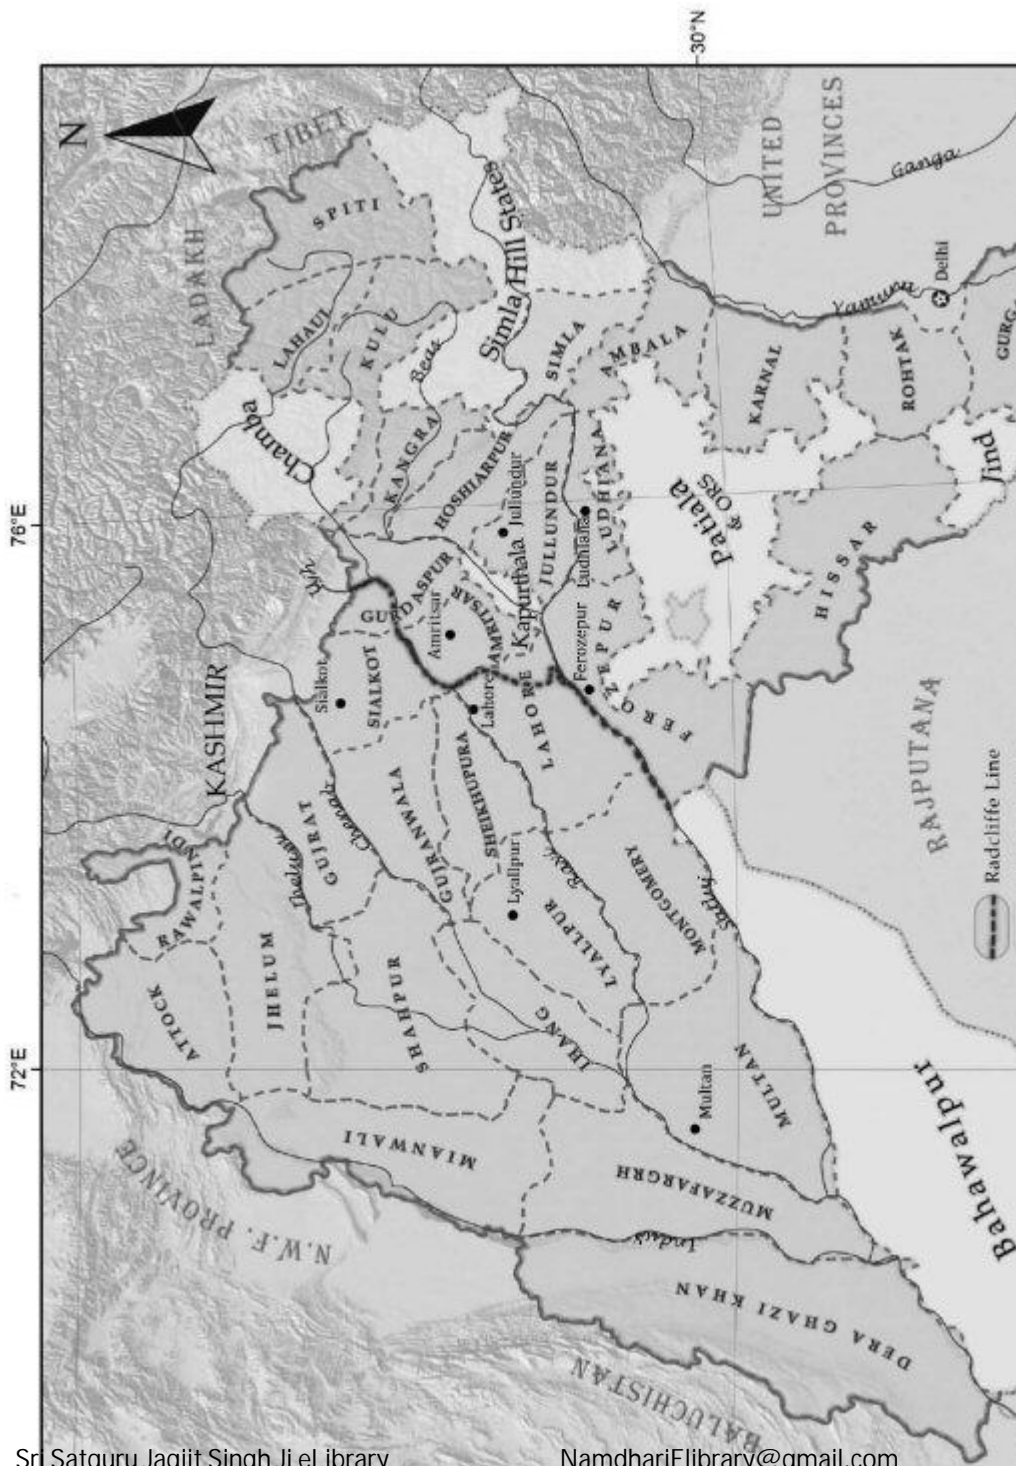 N
76°E
72°E
30°N
TIBET
LADAKH
KASHMIR
N.W.F. PROVINCE
BALUCHISTAN
UNITED
PROVINCES
RAJPUTANA
SPITI
LAHAUL
KULU
Chamba
Simla Hill States
Beas
KANGRA
HOSHIARPUR
SIMLA
AMBALA
KARNAL
ROHTAK
Yamuna
Ganga
Delhi
Jind
Patiala
& ORS
HISSAR
LUDHIANA
Ludhiana
JULLUNDUR
Jullundur
Kapurthala
Ujh
GURDASPUR
AMRITSAR
Amritsar
SIALKOT
Sialkot
Lahore
LAHORE
Ferozepur
FEROZEPUR
GUJRAT
Chenab
Jhelum
GUJRANWALA
SHEIKHUPURA
Lyallpur
LYALLPUR
Ravi
MONTGOMERY
Sutluj
RAWALPINDI
ATTOCK
JHELUM
SHAHPUR
JHANG
MIANWALI
MUZZAFARGRH
Multan
MULTAN
Indus
DERA GHAZI KHAN
Bahawalpur
Radcliffe Line
Sri Satguru Jagjit Singh Ji eLibrary
NamdhariElibrary@gmail.com